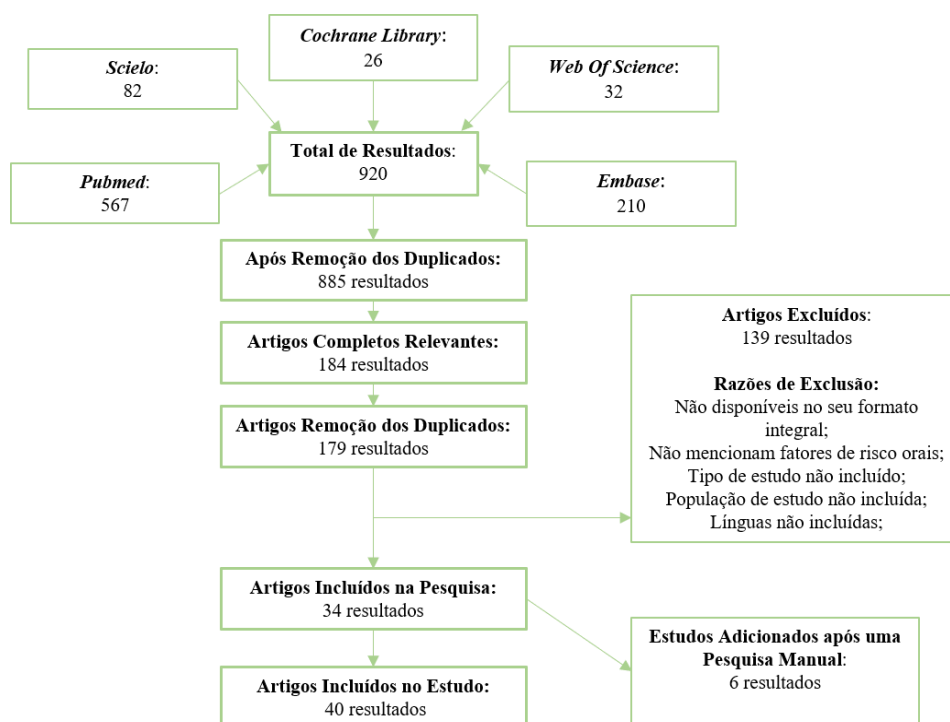 Cochrane Library:
26
Scielo:
82
Web Of Science:
32
Total de Resultados:
920
Pubmed:
567
Embase:
210
Após Remoção dos Duplicados:
885 resultados
Artigos Completos Relevantes:
184 resultados
Artigos Remoção dos Duplicados:
179 resultados
Artigos Excluídos:
139 resultados
Razões de Exclusão:
Não disponíveis no seu formato
integral;
Não mencionam fatores de risco orais;
Tipo de estudo não incluído;
População de estudo não incluída;
Línguas não incluídas;
Artigos Incluídos na Pesquisa:
34 resultados
Estudos Adicionados após uma
Pesquisa Manual:
6 resultados
Artigos Incluídos no Estudo:
40 resultados